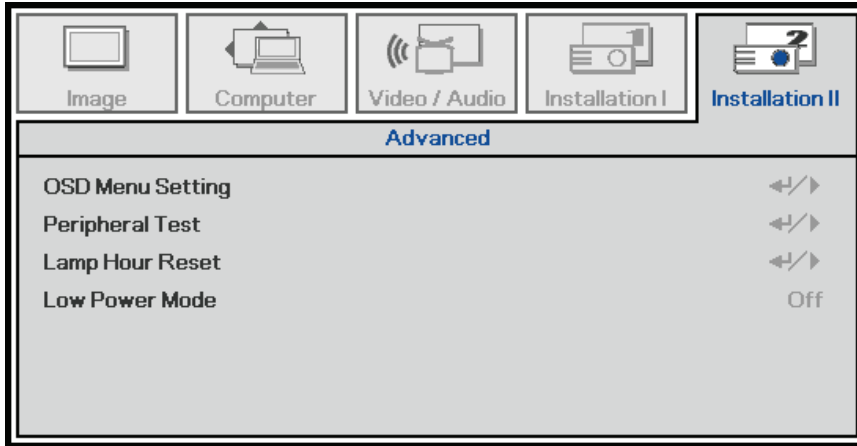 Image Computer Video / Audio Installation I Installation II
Advanced
OSD Menu Setting
Peripheral Test
Lamp Hour Reset
Low Power Mode Off